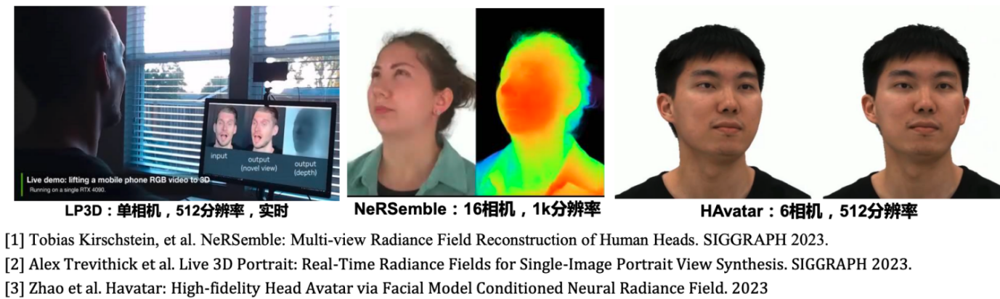 input
output
(novel view)
output
(depth)
Live demo: lifting a mobile phone RGB video to 3D
Running on a single RTX 4090.
LP3D：单相机，512分辨率，实时
NeRSemble：16相机，1k分辨率
HAvatar：6相机，512分辨率
[1] Tobias Kirschstein, et al. NeRSemble: Multi-view Radiance Field Reconstruction of Human Heads. SIGGRAPH 2023.
[2] Alex Trevithick et al. Live 3D Portrait: Real-Time Radiance Fields for Single-Image Portrait View Synthesis. SIGGRAPH 2023.
[3] Zhao et al. Havatar: High-fidelity Head Avatar via Facial Model Conditioned Neural Radiance Field. 2023